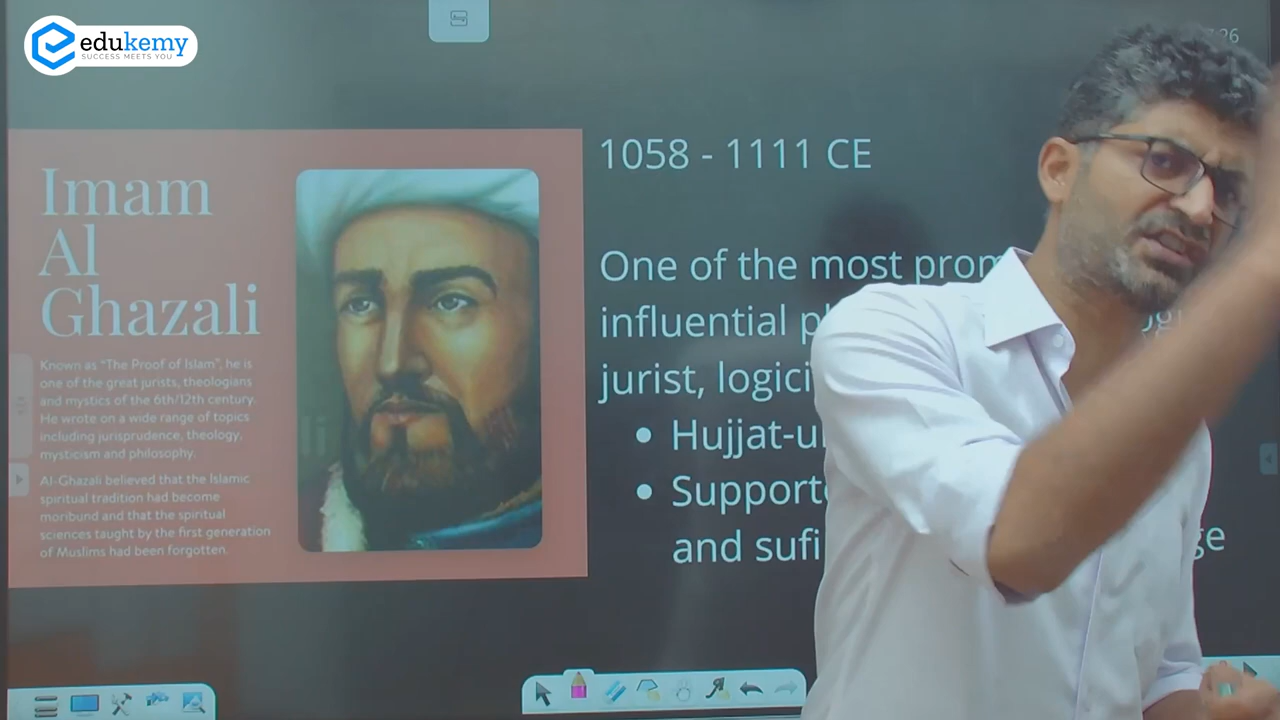 edukemy
SUCCESS MEETS YOU
26
Imam
Al
Ghazali
Known as "The Proof of Islam", he is
one of the great jurists, theologians
and mystics of the 6th/12th century.
He wrote on a wide range of topics
including jurisprudence, theology,
mysticism and philosophy.
Al-Ghazali believed that the Islamic
spiritual tradition had become
moribund and that the spiritual
sciences taught by the first generation
of Muslims had been forgotten.
1058 - 1111 CE
One of the most prom
influential
jurist, logici
• Hujjat-ul
• Support
and sufi